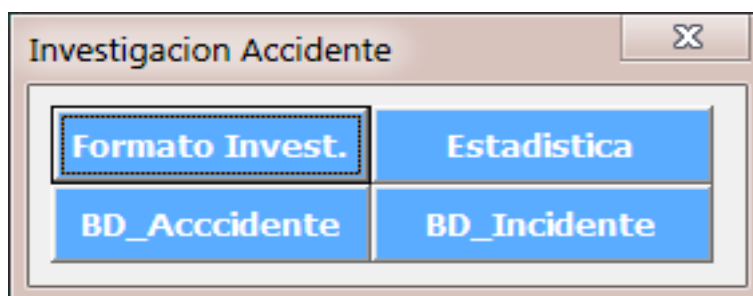 Investigacion Accidente
Formato Invest. Estadistica
BD_Acccidente BD_Incidente